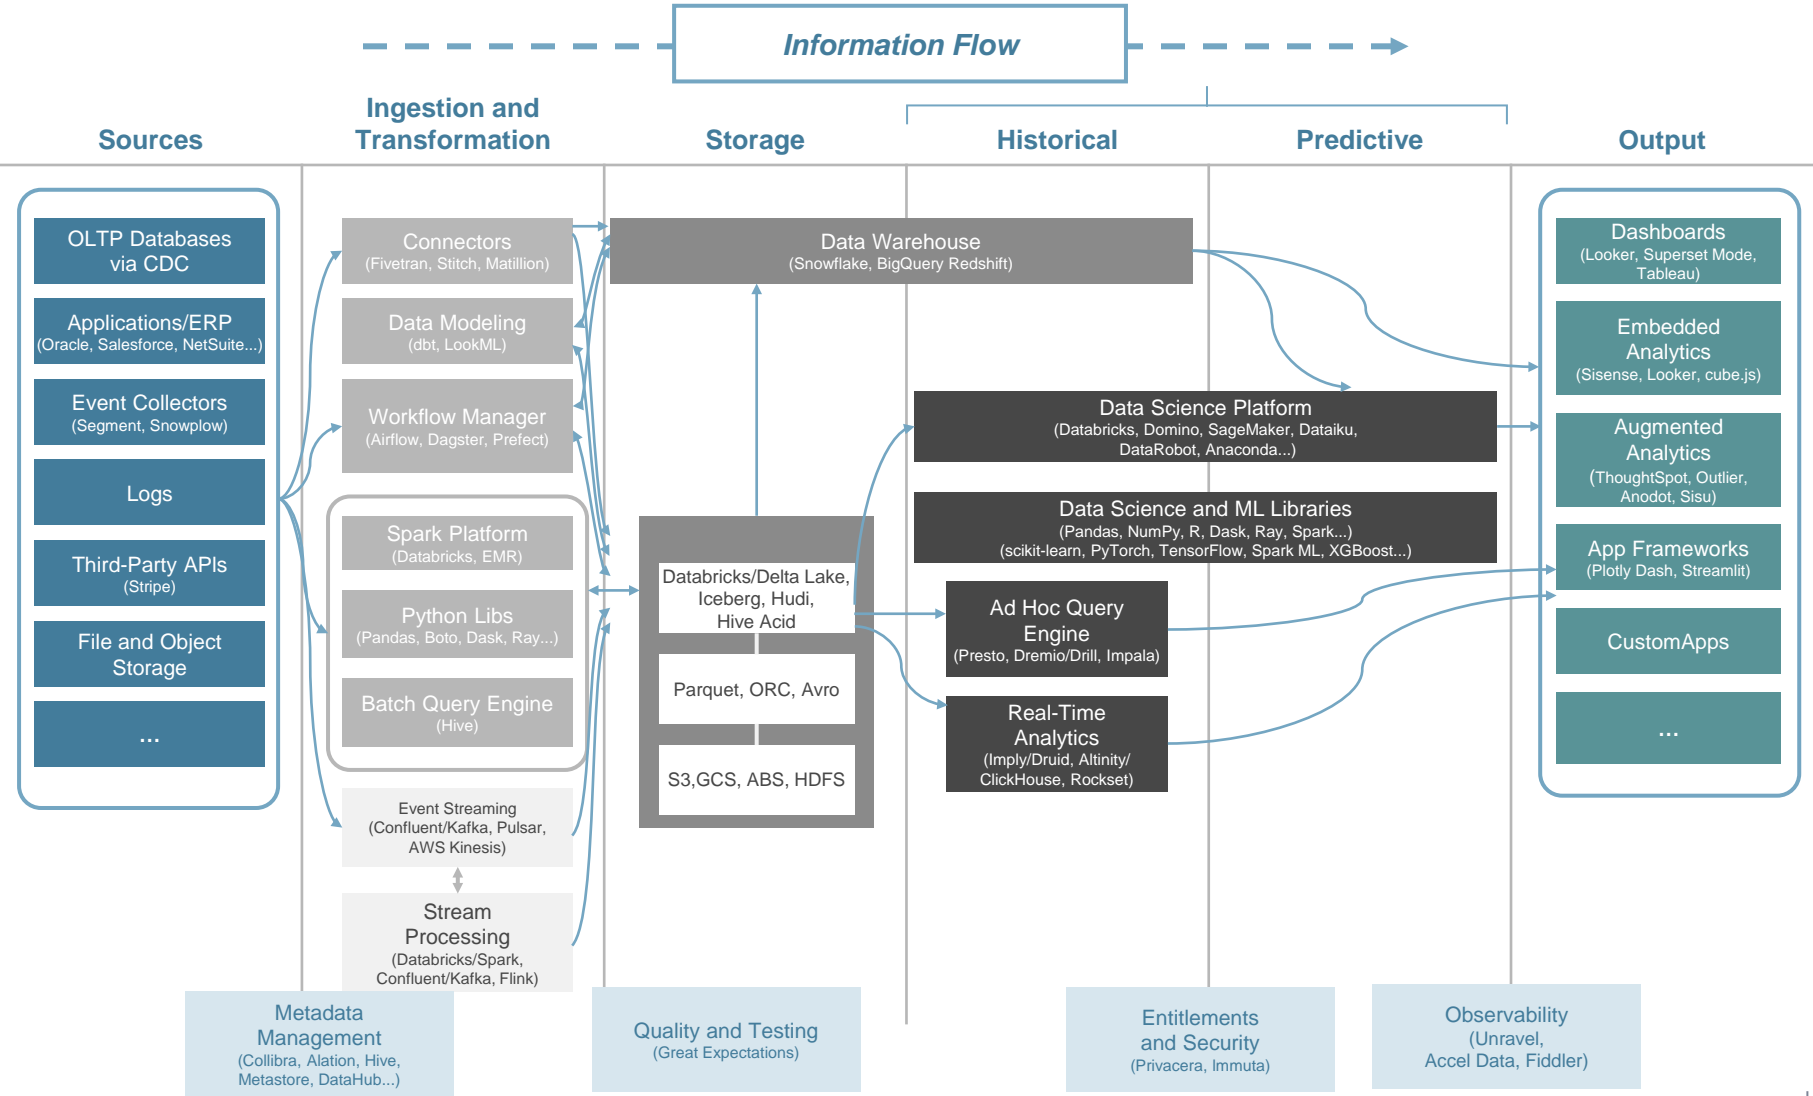 Information Flow
Sources
Ingestion and
Transformation
Storage
Historical
Predictive
Output
OLTP Databases
via CDC
Applications/ERP
(Oracle, Salesforce, NetSuite...)
Event Collectors
(Segment, Snowplow)
Logs
Third-Party APIs
(Stripe)
File and Object
Storage
...
Connectors
(Fivetran, Stitch, Matillion)
Data Modeling
(dbt, LookML)
Workflow Manager
(Airflow, Dagster, Prefect)
Spark Platform
(Databricks, EMR)
Python Libs
(Pandas, Boto, Dask, Ray...)
Batch Query Engine
(Hive)
Event Streaming
(Confluent/Kafka, Pulsar,
AWS Kinesis)
Stream
Processing
(Databricks/Spark,
Confluent/Kafka, Flink)
Data Warehouse
(Snowflake, BigQuery Redshift)
Databricks/Delta Lake,
Iceberg, Hudi,
Hive Acid
Parquet, ORC, Avro
S3,GCS, ABS, HDFS
Data Science Platform
(Databricks, Domino, SageMaker, Dataiku,
DataRobot, Anaconda...)
Data Science and ML Libraries
(Pandas, NumPy, R, Dask, Ray, Spark...)
(scikit-learn, PyTorch, TensorFlow, Spark ML, XGBoost...)
Ad Hoc Query
Engine
(Presto, Dremio/Drill, Impala)
Real-Time
Analytics
(Imply/Druid, Altinity/
ClickHouse, Rockset)
Dashboards
(Looker, Superset Mode,
Tableau)
Embedded
Analytics
(Sisense, Looker, cube.js)
Augmented
Analytics
(ThoughtSpot, Outlier,
Anodot, Sisu)
App Frameworks
(Plotly Dash, Streamlit)
CustomApps
...
Metadata
Management
(Collibra, Alation, Hive,
Metastore, DataHub...)
Quality and Testing
(Great Expectations)
Entitlements
and Security
(Privacera, Immuta)
Observability
(Unravel,
Accel Data, Fiddler)